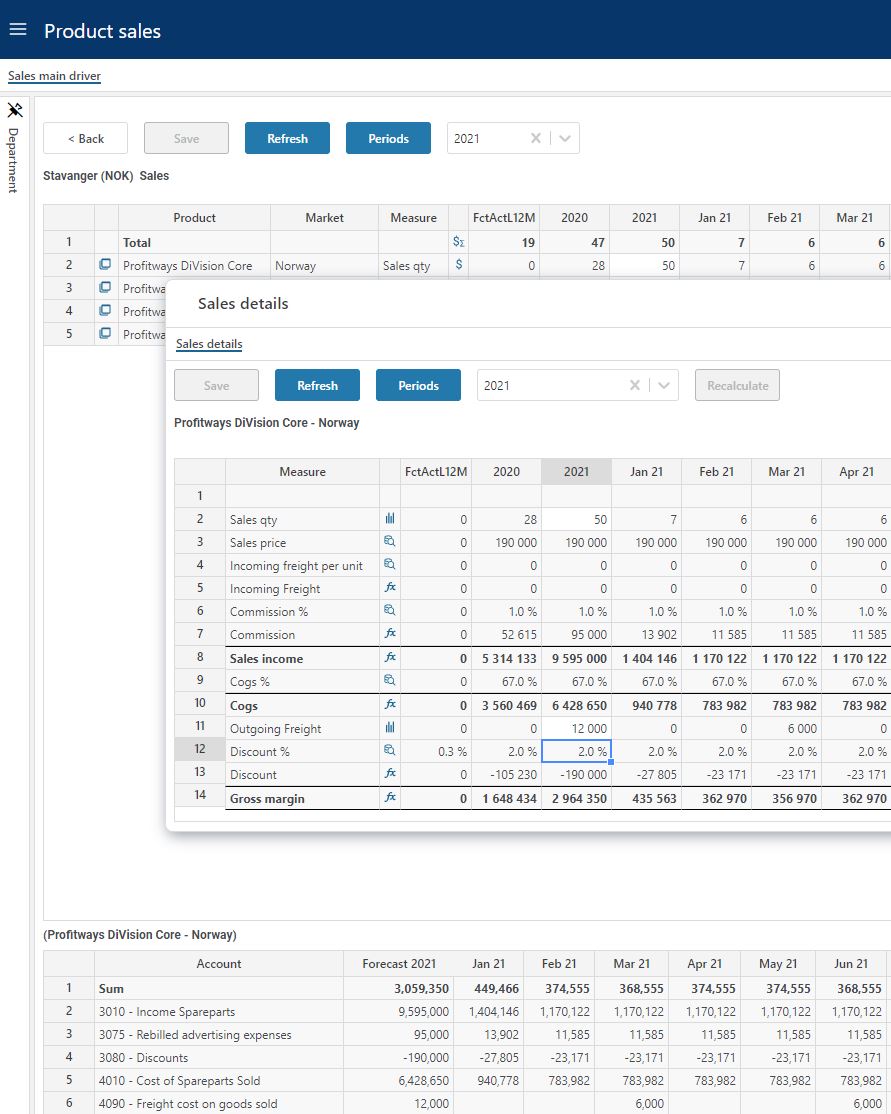 Product sales
Sales main driver
Department
< Back Save Refresh Periods 2021
Stavanger (NOK) Sales
Product Market Measure FctActL12M 2020 2021 Jan 21 Feb 21 Mar 21
1 Total $Σ 19 47 50 7 6 6
2 Profitways DiVision Core Norway Sales qty $ 0 28 50 7 6 6
3 Profitwa
4 Profitwa
5 Profitwa
Sales details
Sales details
Save Refresh Periods 2021 Recalculate
Profitways DiVision Core - Norway
Measure FctActL12M 2020 2021 Jan 21 Feb 21 Mar 21 Apr 21
1
2 Sales qty 0 28 50 7 6 6 6
3 Sales price 0 190 000 190 000 190 000 190 000 190 000 190 000
4 Incoming freight per unit 0 0 0 0 0 0 0
5 Incoming Freight fx 0 0 0 0 0 0 0
6 Commission % 0 1.0 % 1.0 % 1.0 % 1.0 % 1.0 % 1.0 %
7 Commission fx 0 52 615 95 000 13 902 11 585 11 585 11 585
8 Sales income fx 0 5 314 133 9 595 000 1 404 146 1 170 122 1 170 122 1 170 122
9 Cogs % 0 67.0 % 67.0 % 67.0 % 67.0 % 67.0 % 67.0 %
10 Cogs fx 0 3 560 469 6 428 650 940 778 783 982 783 982 783 982
11 Outgoing Freight 0 0 12 000 0 0 6 000 0
12 Discount % 0.3 % 2.0 % 2.0 % 2.0 % 2.0 % 2.0 % 2.0 %
13 Discount fx 0 -105 230 -190 000 -27 805 -23 171 -23 171 -23 171
14 Gross margin fx 0 1 648 434 2 964 350 435 563 362 970 356 970 362 970
(Profitways DiVision Core - Norway)
Account Forecast 2021 Jan 21 Feb 21 Mar 21 Apr 21 May 21 Jun 21
1 Sum 3,059,350 449,466 374,555 368,555 374,555 374,555 368,555
2 3010 - Income Spareparts 9,595,000 1,404,146 1,170,122 1,170,122 1,170,122 1,170,122 1,170,122
3 3075 - Rebilled advertising expenses 95,000 13,902 11,585 11,585 11,585 11,585 11,585
4 3080 - Discounts -190,000 -27,805 -23,171 -23,171 -23,171 -23,171 -23,171
5 4010 - Cost of Spareparts Sold 6,428,650 940,778 783,982 783,982 783,982 783,982 783,982
6 4090 - Freight cost on goods sold 12,000 6,000 6,000